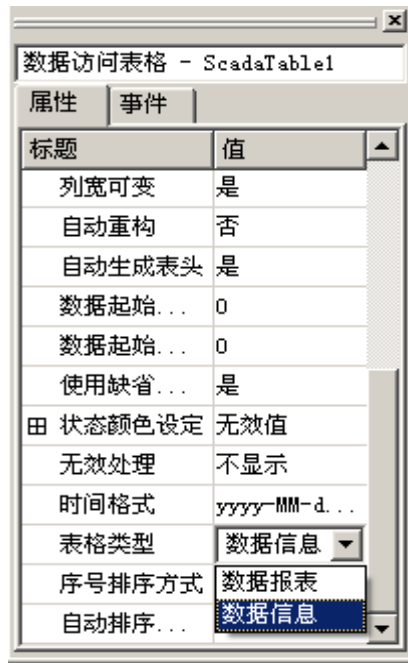 数据访问表格 - ScadaTable1
属性 事件
标题 值
列宽可变 是
自动重构 否
自动生成表头 是
数据起始... 0
数据起始... 0
使用缺省... 是
状态颜色设定 无效值
无效处理 不显示
时间格式 yyyy-MM-d...
表格类型 数据信息
序号排序方式 数据报表
自动排序... 数据信息